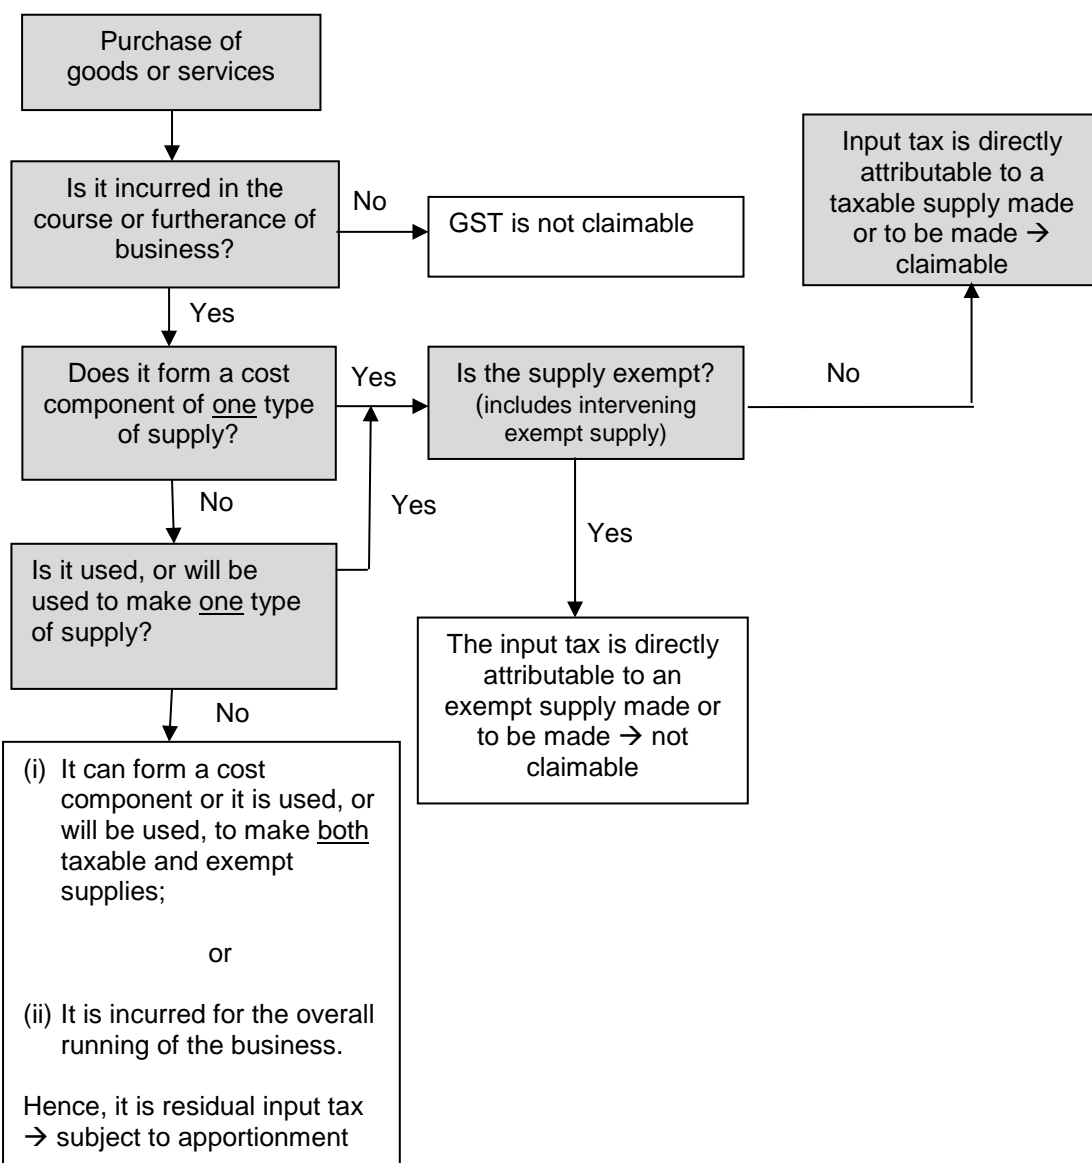 Purchase of
goods or services
Is it incurred in the
course or furtherance of
business?
No
GST is not claimable
Input tax is directly
attributable to a
taxable supply made
or to be made →
claimable
Yes
Does it form a cost
component of one type
of supply?
Yes
Is the supply exempt?
(includes intervening
exempt supply)
No
No
Yes
Yes
Is it used, or will be
used to make one type
of supply?
The input tax is directly
attributable to an
exempt supply made or
to be made → not
claimable
No
(i) It can form a cost
component or it is used, or
will be used, to make both
taxable and exempt
supplies;
or
(ii) It is incurred for the overall
running of the business.
Hence, it is residual input tax
→ subject to apportionment